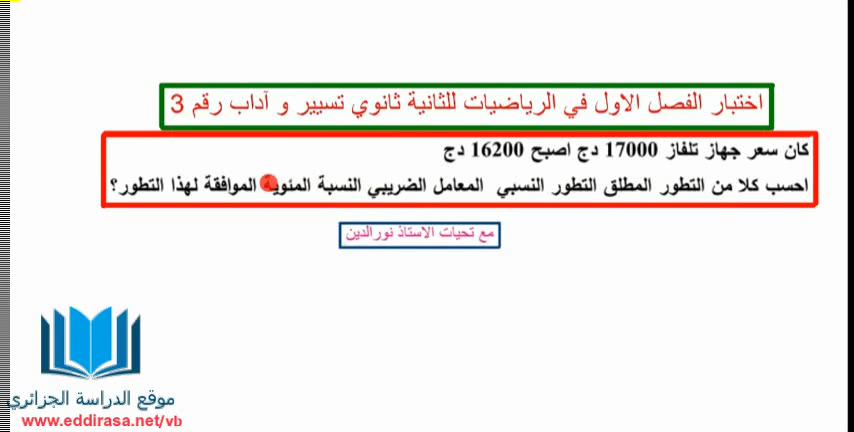 اختبار الفصل الاول في الرياضيات للثانية ثانوي تسيير و آداب رقم 3
كان سعر جهاز تلفاز 17000 دج اصبح 16200 دج
احسب كلا من التطور المطلق التطور النسبي المعامل الضريبي النسبة المئوية الموافقة لهذا التطور؟
مع تحيات الاستاذ نورالدين
موقع الدراسة الجزائري
www.eddirasa.net/vb